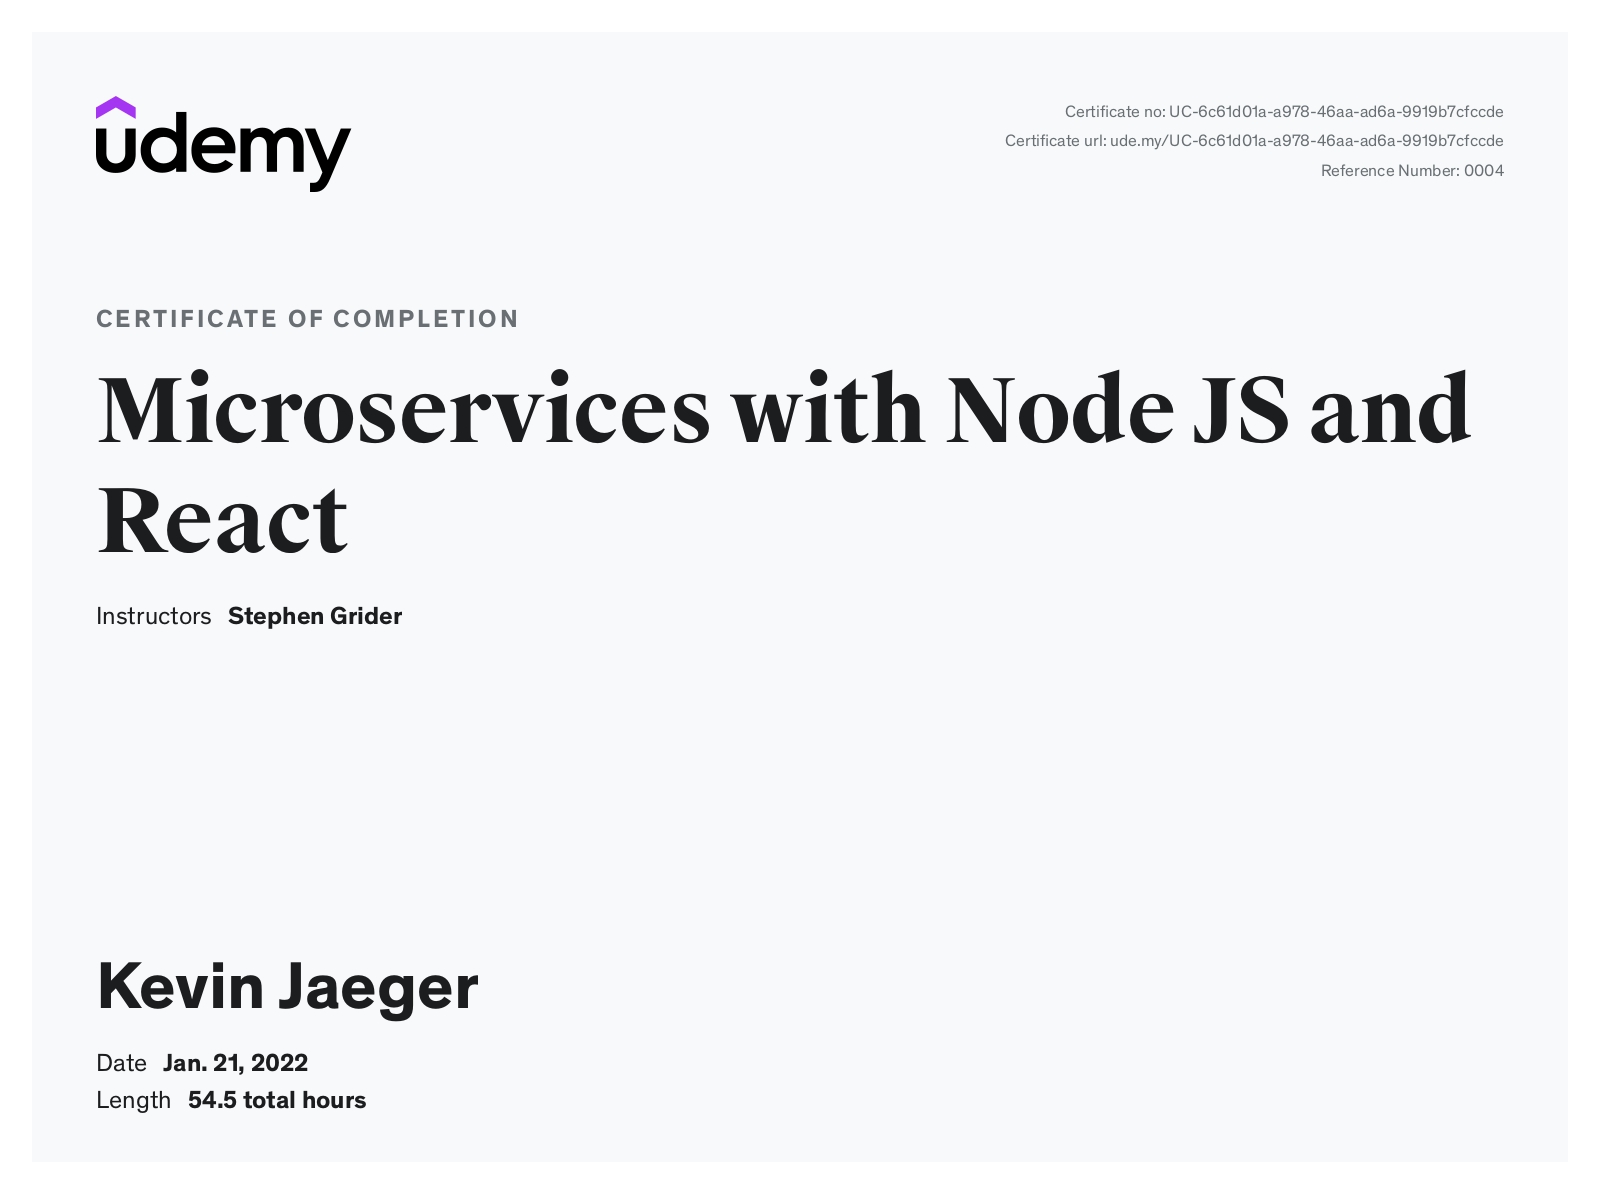 udemy
Certificate no: UC-6c61d01a-a978-46aa-ad6a-9919b7cfccde
Certificate url: ude.my/UC-6c61d01a-a978-46aa-ad6a-9919b7cfccde
Reference Number: 0004
CERTIFICATE OF COMPLETION
Microservices with Node JS and
React
Instructors Stephen Grider
Kevin Jaeger
Date Jan. 21, 2022
Length 54.5 total hours